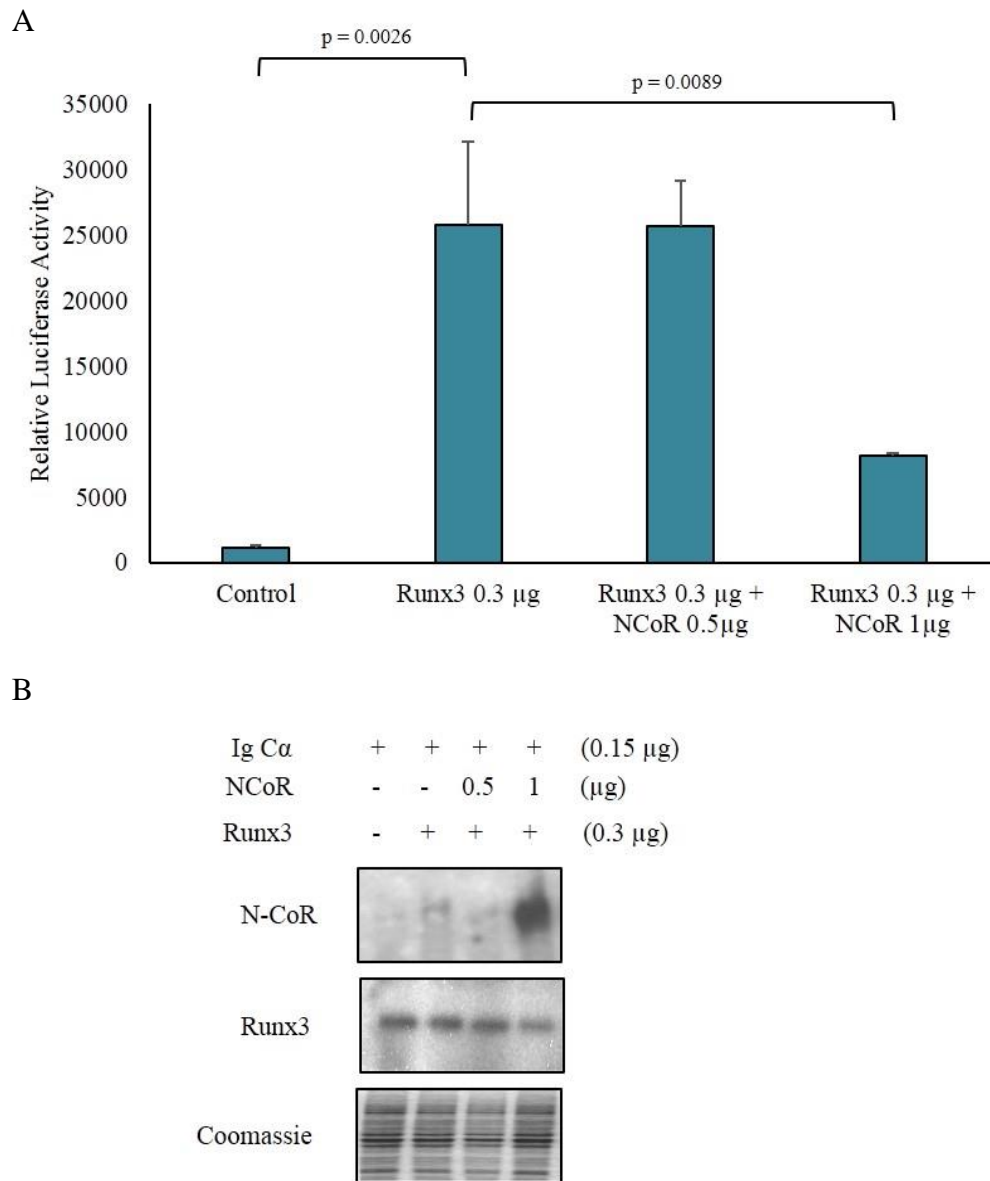 A
p = 0.0026
p = 0.0089
35000
30000
25000
20000
15000
10000
5000
0
Relative Luciferase Activity
Control
Runx3 0.3 µg
Runx3 0.3 µg +
NCoR 0.5µg
Runx3 0.3 µg +
NCoR 1µg
B
Ig Cα + + + + (0.15 µg)
NCoR - - 0.5 1 (µg)
Runx3 - + + + (0.3 µg)
N-CoR
Runx3
Coomassie